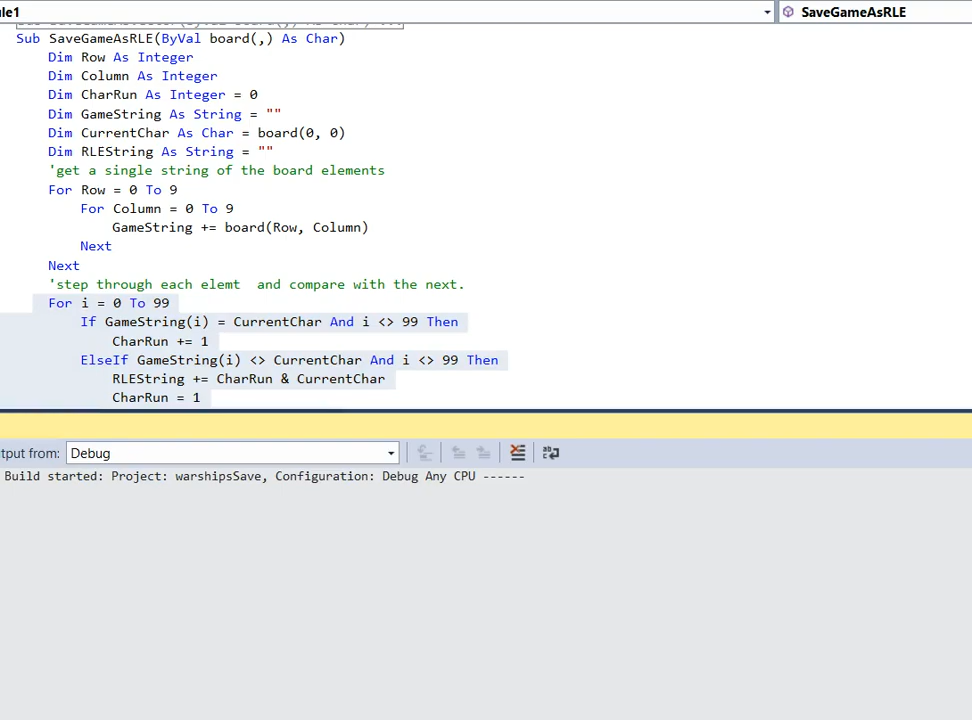 ule1
SaveGameAsRLE
Sub SaveGameAsRLE(ByVal board(,) As Char)
Dim Row As Integer
Dim Column As Integer
Dim CharRun As Integer = 0
Dim GameString As String = ""
Dim CurrentChar As Char = board(0, 0)
Dim RLEString As String = ""
'get a single string of the board elements
For Row = 0 To 9
For Column = 0 To 9
GameString += board(Row, Column)
Next
Next
'step through each elemt  and compare with the next.
For i = 0 To 99
If GameString(i) = CurrentChar And i <> 99 Then
CharRun += 1
ElseIf GameString(i) <> CurrentChar And i <> 99 Then
RLEString += CharRun & CurrentChar
CharRun = 1
tput from: Debug
Build started: Project: warshipsSave, Configuration: Debug Any CPU ------